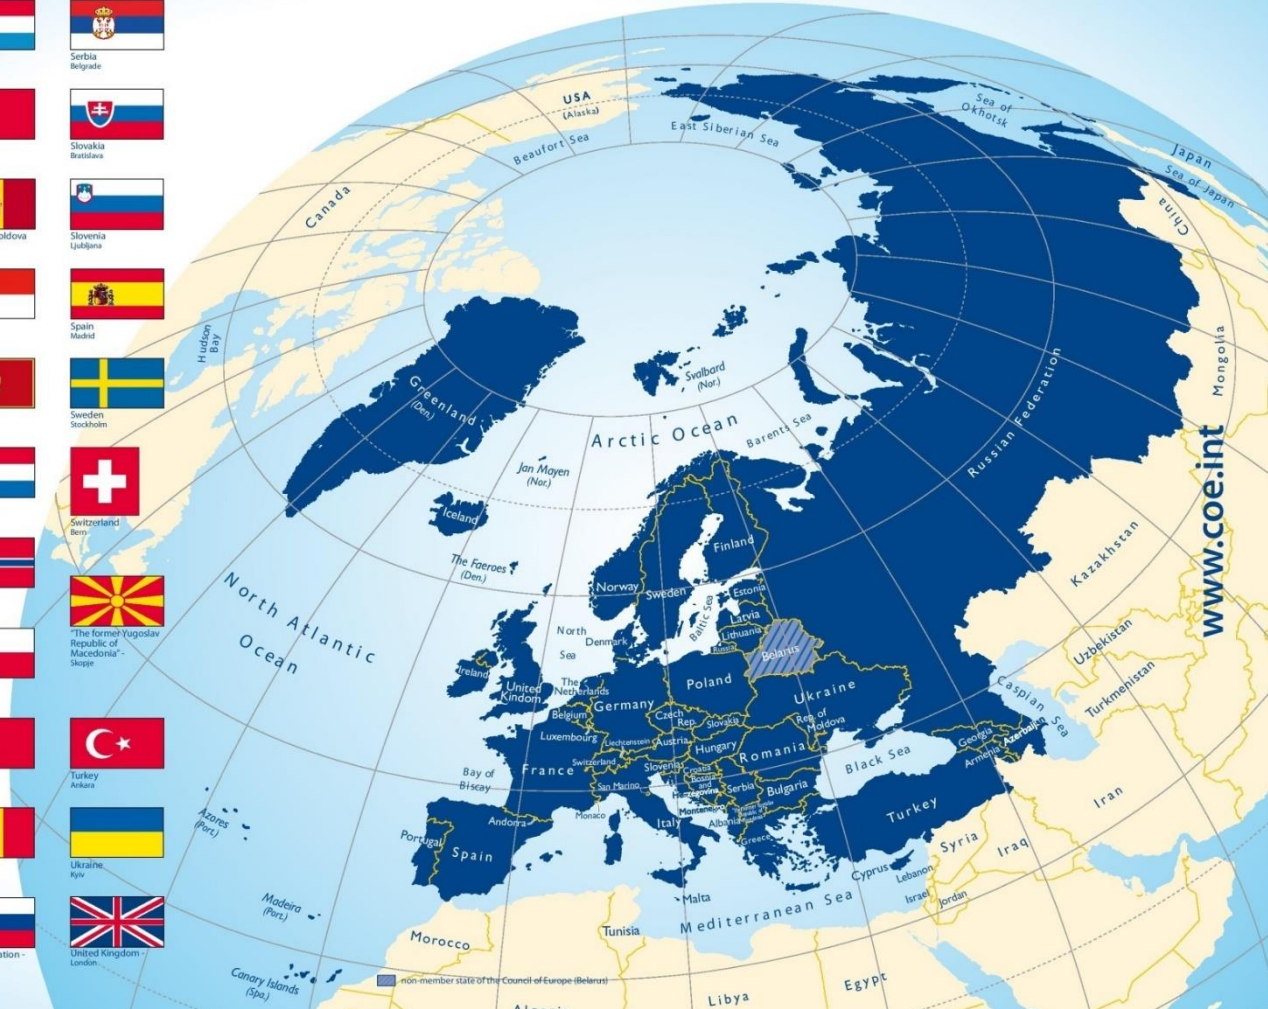 Serbia
Belgrade
Slovakia
Bratislava
Slovenia
Ljubljana
Spain
Madrid
Sweden
Stockholm
Switzerland
Bern
"The former Yugoslav
Republic of
Macedonia" -
Skopje
Turkey
Ankara
Ukraine
Kyiv
United Kingdom -
London
oldova
ation -
USA
(Alaska)
Beaufort Sea
East Siberian Sea
Sea of
Okhotsk
Japan
Sea of Japan
China
Canada
Hudson
Bay
Mongolia
Greenland
(Den.)
Svalbard
(Nor.)
Arctic Ocean
Barents Sea
Russian Federation
www.coe.int
Jan Mayen
(Nor.)
Iceland
The Faeroes
(Den.)
Finland
Norway
Sweden
Estonia
Latvia
Lithuania
Russia
Baltic Sea
Belarus
Kazakhstan
Uzbekistan
Turkmenistan
Caspian Sea
North Atlantic
Ocean
North
Sea
Denmark
Ireland
United
Kindom
The
Netherlands
Belgium
Germany
Poland
Ukraine
Luxembourg
Czech
Rep.
Slovakia
Rep. of
Moldova
Liechtenstein
Austria
Hungary
Romania
France
Switzerland
Slovenia
Croatia
Bosnia
and
Herzegovina
Serbia
Bulgaria
Black Sea
Georgia
Armenia
Azerbaijan
Bay of
Biscay
San Marino
Monaco
Italy
Montenegro
Albania
Greece
Turkey
Iran
Azores
(Port.)
Portugal
Spain
Andorra
Cyprus
Syria
Iraq
Lebanon
Israel
Jordan
Malta
Mediterranean Sea
Madeira
(Port.)
Morocco
Tunisia
Canary Islands
(Spa.)
non-member state of the Council of Europe (Belarus)
Libya
Egypt